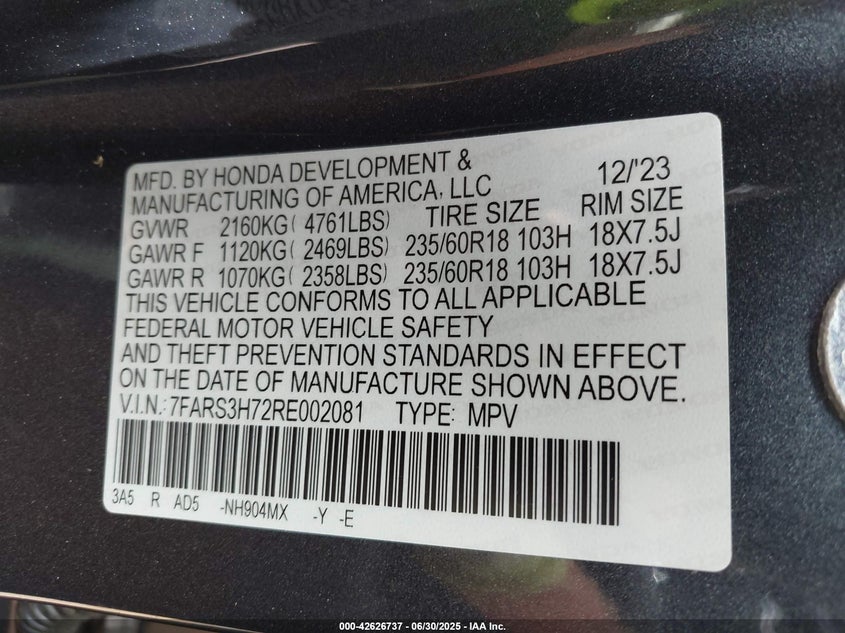 MFD. BY HONDA DEVELOPMENT & 12/'23
MANUFACTURING OF AMERICA, LLC
GVWR 2160KG( 4761LBS) TIRE SIZE RIM SIZE
GAWR F 1120KG( 2469LBS) 235/60R18 103H 18X7.5J
GAWR R 1070KG( 2358LBS) 235/60R18 103H 18X7.5J
THIS VEHICLE CONFORMS TO ALL APPLICABLE
FEDERAL MOTOR VEHICLE SAFETY
AND THEFT PREVENTION STANDARDS IN EFFECT
ON THE DATE OF MANUFACTURE SHOWN ABOVE.
V.I.N.: 7FARS3H72RE002081 TYPE: MPV
3A5 R AD5 -NH904MX -Y -E
000-42626737 - 06/30/2025 - IAA Inc.